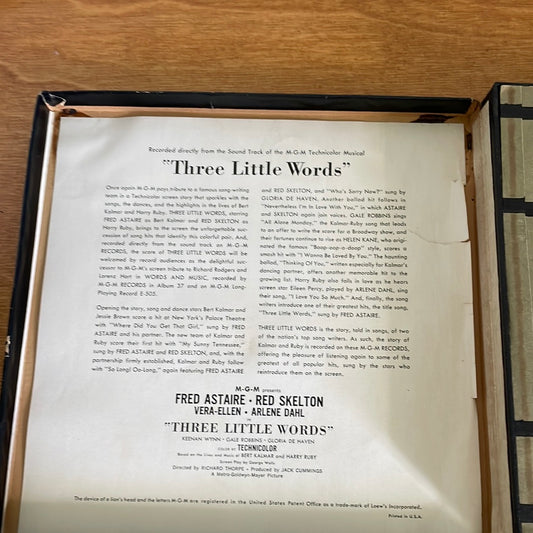 Recorded directly from the Sound Track of the M-G-M Technicolor Musical
"Three Little Words"
Once again M-G-M pays tribute to a famous song-writing
team in a Technicolor screen story that sparkles with the
songs, the dances, and the highlights in the lives of Bert
Kalmar and Harry Ruby. THREE LITTLE WORDS, starring
FRED ASTAIRE as Bert Kalmar and RED SKELTON as
Harry Ruby, brings to the screen the unforgettable suc-
cession of song hits that identify this colorful pair. And,
recorded directly from the sound track on M-G-M
RECORDS, the score of THREE LITTLE WORDS will be
welcomed by record audiences as the delightful suc-
cessor to M-G-M's screen tribute to Richard Rodgers and
Lorenz Hart in WORDS AND MUSIC, recorded by
M-G-M RECORDS in Album 37 and on M-G-M Long-
Playing Record E-505.
Opening the story, song and dance stars Bert Kalmar and
Jessie Brown score a hit at New York's Palace Theatre
with "Where Did You Get That Girl," sung by FRED
ASTAIRE and his partner. The new team of Kalmar and
Ruby score their first hit with "My Sunny Tennessee,"
sung by FRED ASTAIRE and RED SKELTON, and, with the
partnership firmly established, Kalmar and Ruby follow
with "So Long! Oo-Long," again featuring FRED ASTAIRE
and RED SKELTON, and "Who's Sorry Now?" sung by
GLORIA DE HAVEN. Another ballad hit follows in
"Nevertheless I'm In Love With You," in which ASTAIRE
and SKELTON again join voices. GALE ROBBINS sings
"All Alone Monday," the Kalmar-Ruby song that leads
to an offer to write the score for a Broadway show, and
their fortunes continue to rise as HELEN KANE, who origi-
nated the famous "Boop-oop-a-doop" style, scores a
smash hit with "I Wanna Be Loved By You." The haunting
ballad, "Thinking Of You," written especially for Kalmar's
dancing partner, offers another memorable hit to the
growing list. Harry Ruby also falls in love as he hears
screen star Eileen Percy, played by ARLENE DAHL, sing
their song, "I Love You So Much." And, finally, the song
writers introduce one of their greatest hits, the title song,
"Three Little Words," sung by FRED ASTAIRE.
THREE LITTLE WORDS is the story, told in songs, of two
of the nation's top song writers. As such, the story of
Kalmar and Ruby is recorded on these M-G-M RECORDS,
offering the pleasure of listening again to some of the
greatest of all popular hits, sung by the stars who
reintroduce them on the screen.
M-G-M presents
FRED ASTAIRE • RED SKELTON
VERA-ELLEN • ARLENE DAHL
in
"THREE LITTLE WORDS"
KEENAN WYNN • GALE ROBBINS • GLORIA DE HAVEN
COLOR BY TECHNICOLOR
Based on the Lives and Music of BERT KALMAR and HARRY RUBY
Screen Play by George Wells
Directed by RICHARD THORPE • Produced by JACK CUMMINGS
A Metro-Goldwyn-Mayer Picture
The device of a lion's head and the letters M-G-M are registered in the United States Patent Office as a trade-mark of Loew's Incorporated.
Printed in U.S.A.